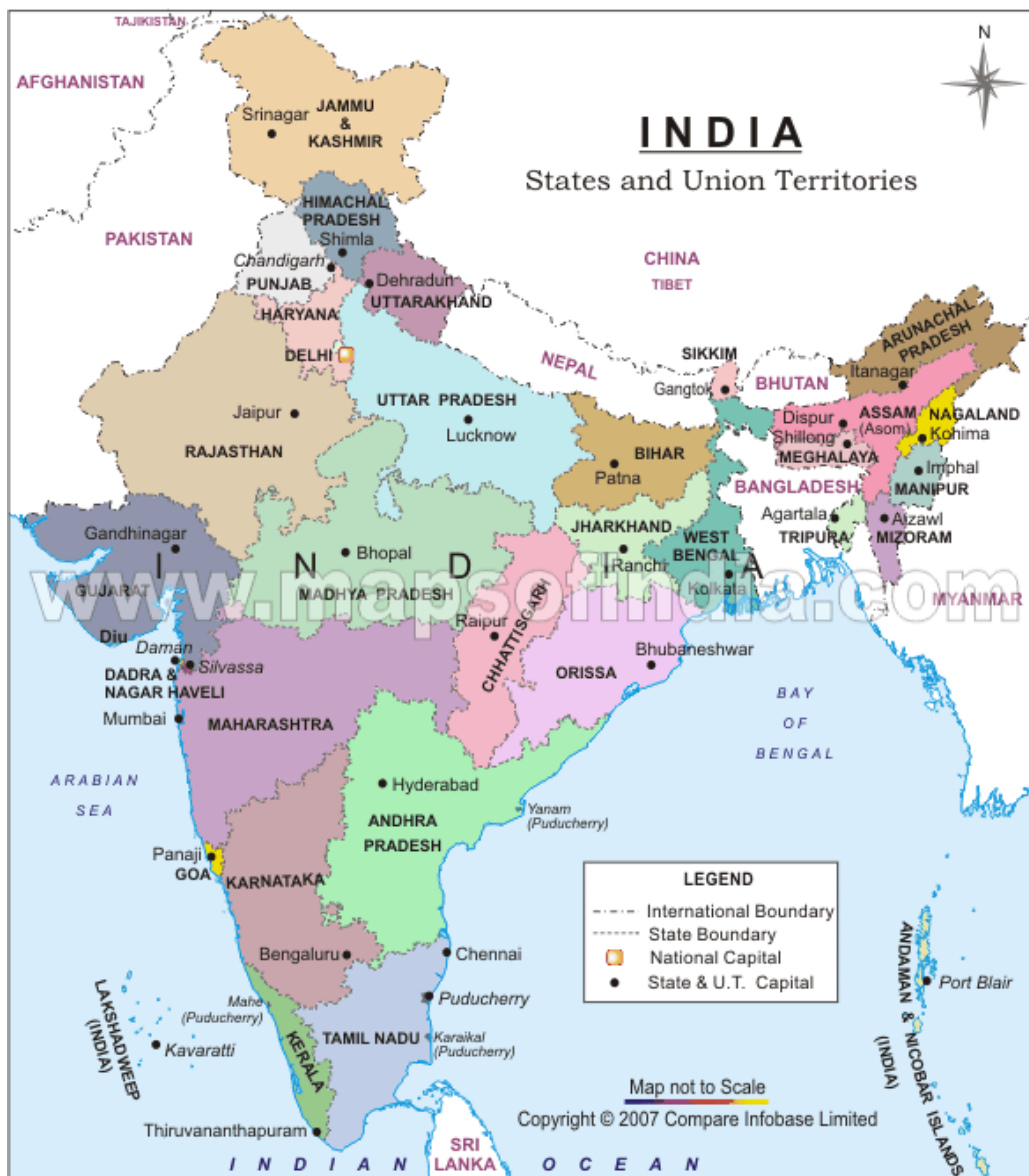 TAJIKISTAN
AFGHANISTAN
N
JAMMU
&
KASHMIR
Srinagar
INDIA
States and Union Territories
HIMACHAL
PRADESH
Shimla
PAKISTAN
CHINA
TIBET
Chandigarh
PUNJAB
Dehradun
UTTARAKHAND
HARYANA
DELHI
NEPAL
SIKKIM
Gangtok
BHUTAN
ARUNACHAL
PRADESH
Itanagar
UTTAR PRADESH
Lucknow
Jaipur
RAJASTHAN
BIHAR
Patna
Dispur
ASSAM
(Asom)
NAGALAND
Kohima
Shillong
MEGHALAYA
Imphal
MANIPUR
BANGLADESH
Agartala
TRIPURA
Aizawl
MIZORAM
Gandhinagar
GUJARAT
Bhopal
MADHYA PRADESH
JHARKHAND
Ranchi
WEST
BENGAL
Kolkata
I N D I A
www.mapsofindia.com
MYANMAR
Diu
Daman
Silvassa
DADRA &
NAGAR HAVELI
Mumbai
MAHARASHTRA
Raipur
CHHATTISGARH
Bhubaneshwar
ORISSA
BAY
OF
BENGAL
ARABIAN
SEA
Hyderabad
ANDHRA
PRADESH
Yanam
(Puducherry)
Panaji
GOA
KARNATAKA
Bengaluru
Chennai
LEGEND
International Boundary
State Boundary
National Capital
State & U.T. Capital
Puducherry
Mahe
(Puducherry)
KERALA
TAMIL NADU
Karaikal
(Puducherry)
LAKSHADWEEP
(INDIA)
Kavaratti
Thiruvananthapuram
ANDAMAN & NICOBAR ISLANDS
(INDIA)
Port Blair
Map not to Scale
Copyright © 2007 Compare Infobase Limited
SRI
LANKA
INDIAN OCEAN